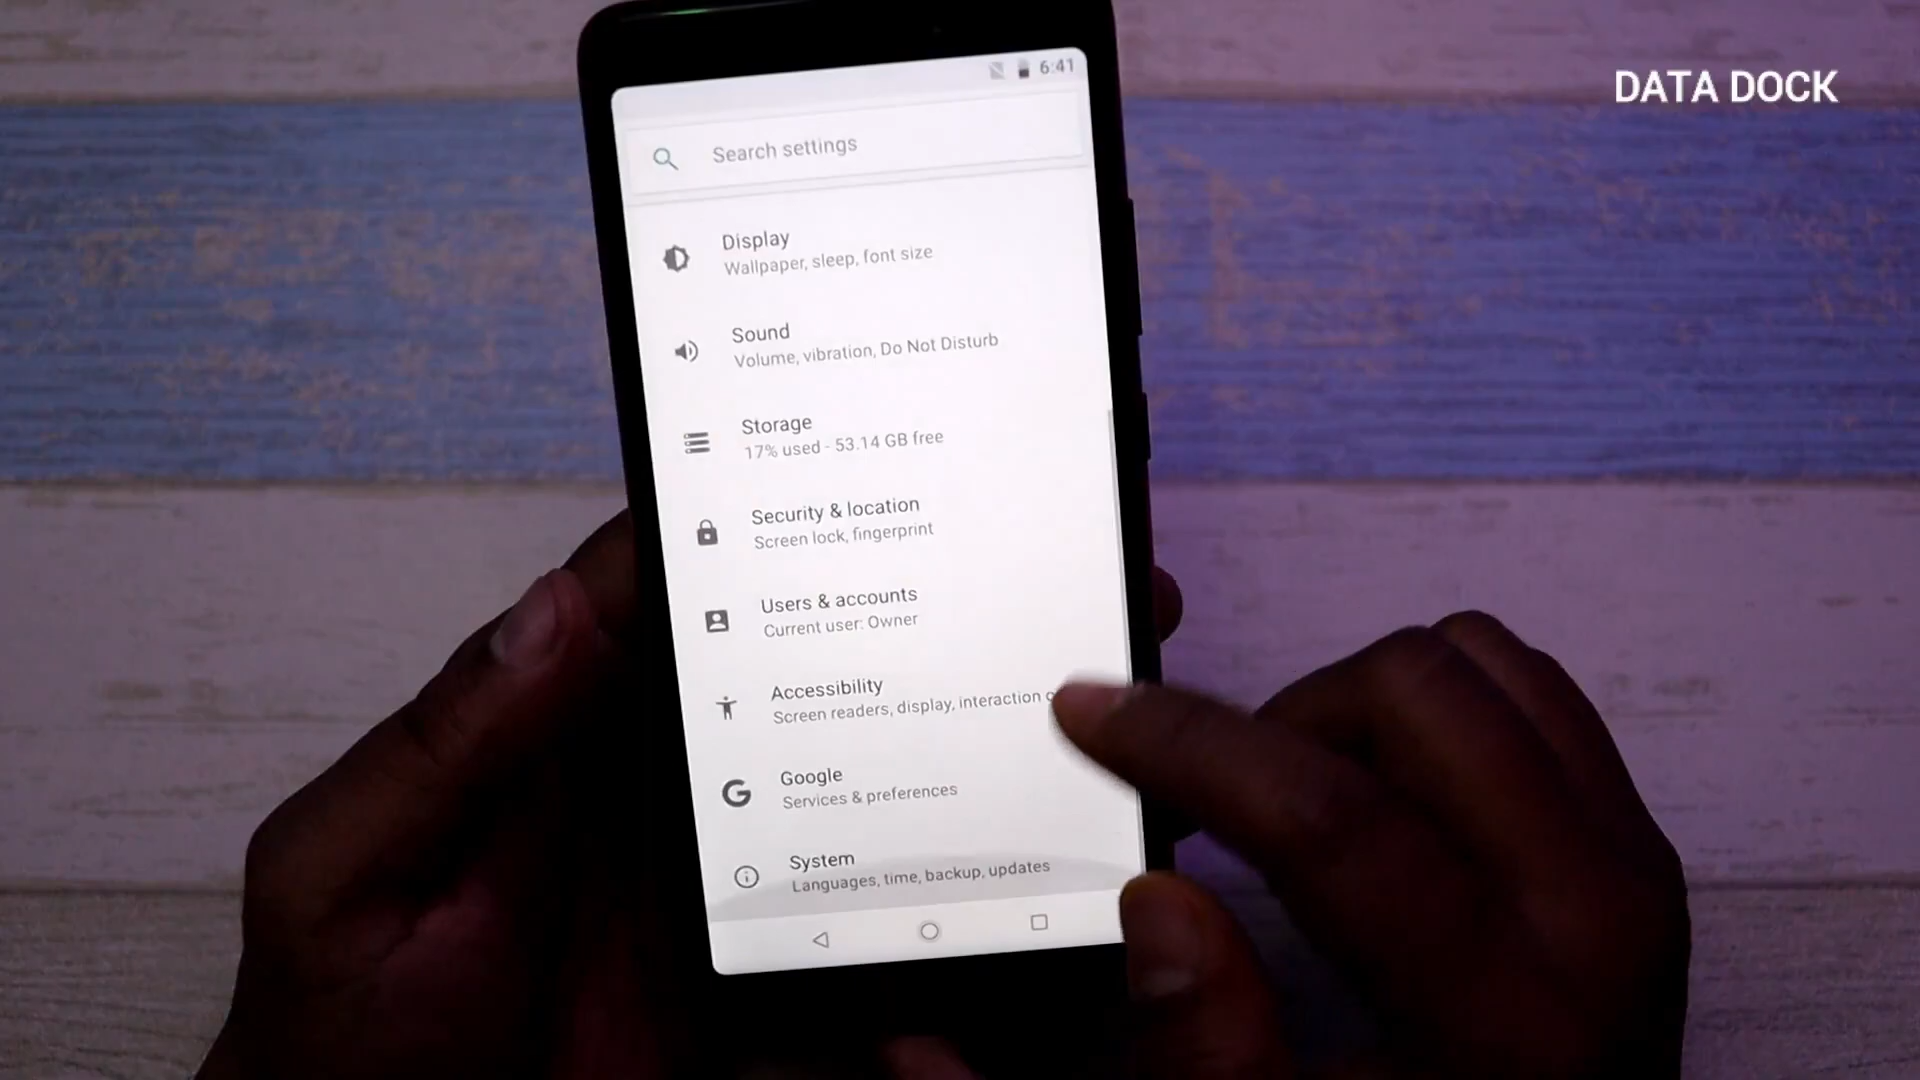 DATA DOCK
6:41
Search settings
Display
Wallpaper, sleep, font size
Sound
Volume, vibration, Do Not Disturb
Storage
17% used - 53.14 GB free
Security & location
Screen lock, fingerprint
Users & accounts
Current user: Owner
Accessibility
Screen readers, display, interaction
Google
Services & preferences
System
Languages, time, backup, updates